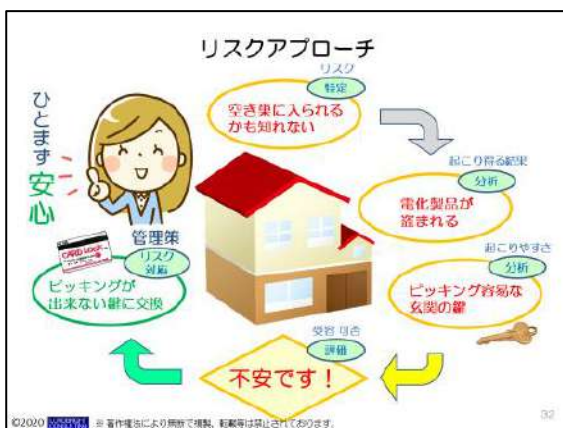 リスクアプローチ
リスク
特定
空き巣に入られる
かも知れない
ひとまず
安心
起こり得る結果
分析
電化製品が
盗まれる
起こりやすさ
分析
ピッキング容易な
玄関の鍵
受容 可否
評価
不安です！
管理策
リスク
対応
ピッキングが
出来ない鍵に交換
CARD LOCK
©2020
※ 著作権法により無断で複製、転載等は禁止されております。
32